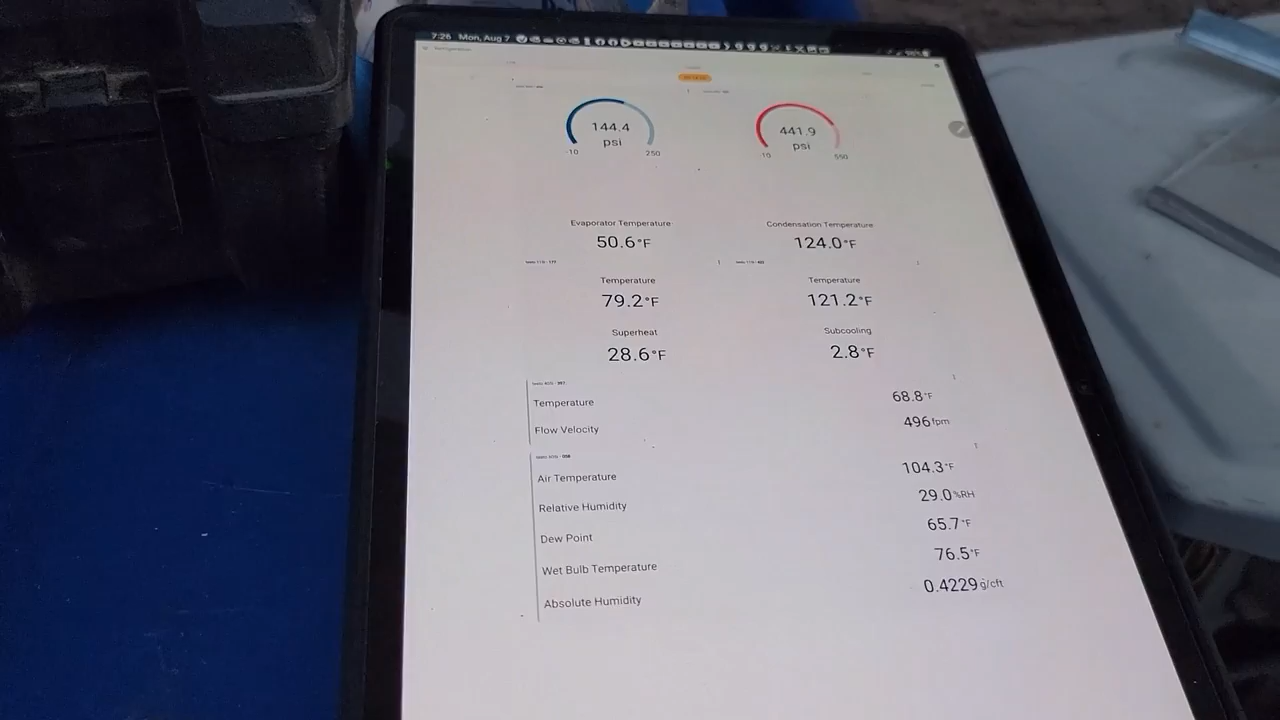 7:26 Mon, Aug 7
144.4 441.9
psi psi
-10 250 -10 550
Evaporator Temperature Condensation Temperature
50.6°F 124.0°F
Temperature Temperature
79.2°F 121.2°F
Superheat Subcooling
28.6°F 2.8°F
Temperature 68.8°F
Flow Velocity 496fpm
Air Temperature 104.3°F
Relative Humidity 29.0%RH
Dew Point 65.7°F
Wet Bulb Temperature 76.5°F
Absolute Humidity 0.4229g/cft